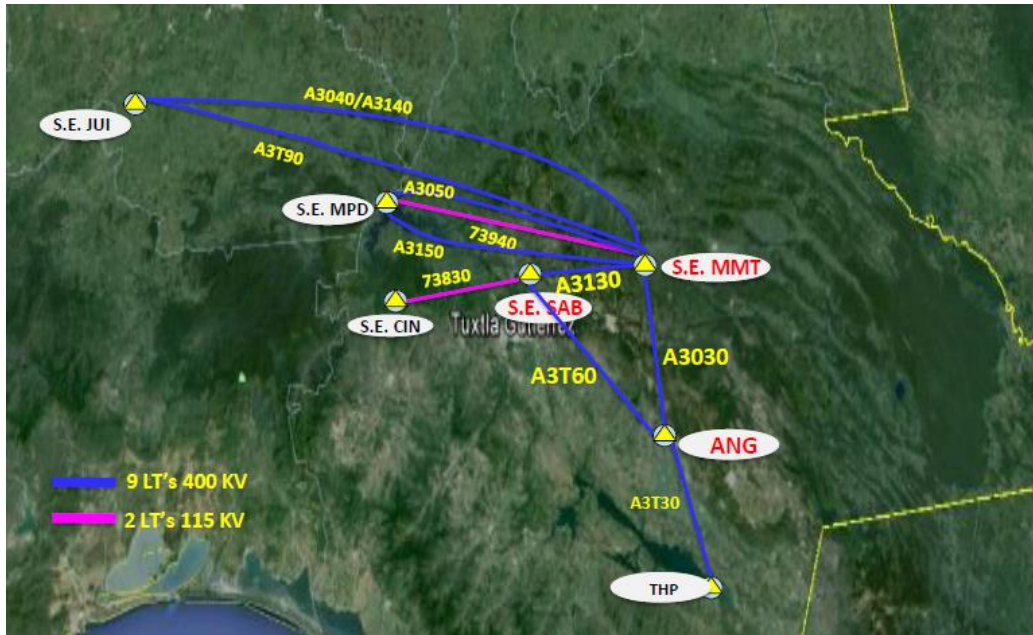 A3040/A3140
S.E. JUI
A3T90
A3050
S.E. MPD
73940
A3150
S.E. MMT
73830
A3130
S.E. SAB
S.E. CIN
Tuxtla Gutiérrez
A3030
A3T60
ANG
9 LT's 400 KV
A3T30
2 LT's 115 KV
THP